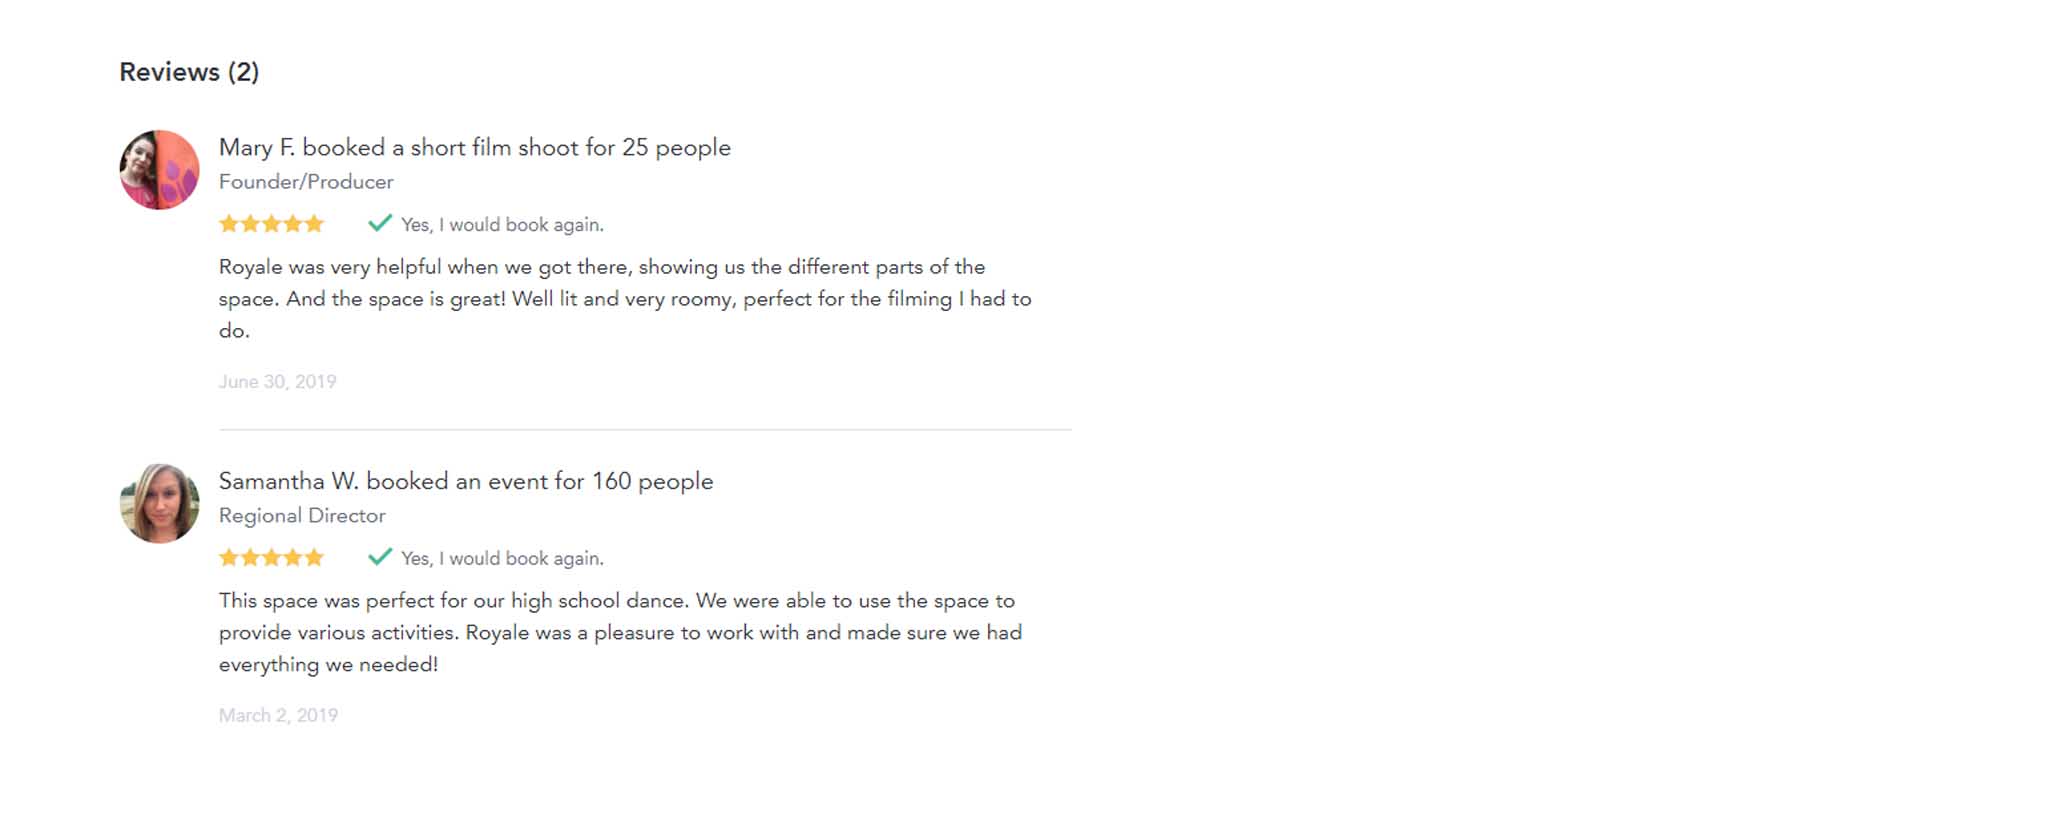 Reviews (2)
Mary F. booked a short film shoot for 25 people
Founder/Producer
Yes, I would book again.
Royale was very helpful when we got there, showing us the different parts of the
space. And the space is great! Well lit and very roomy, perfect for the filming I had to
do.
June 30, 2019
Samantha W. booked an event for 160 people
Regional Director
Yes, I would book again.
This space was perfect for our high school dance. We were able to use the space to
provide various activities. Royale was a pleasure to work with and made sure we had
everything we needed!
March 2, 2019